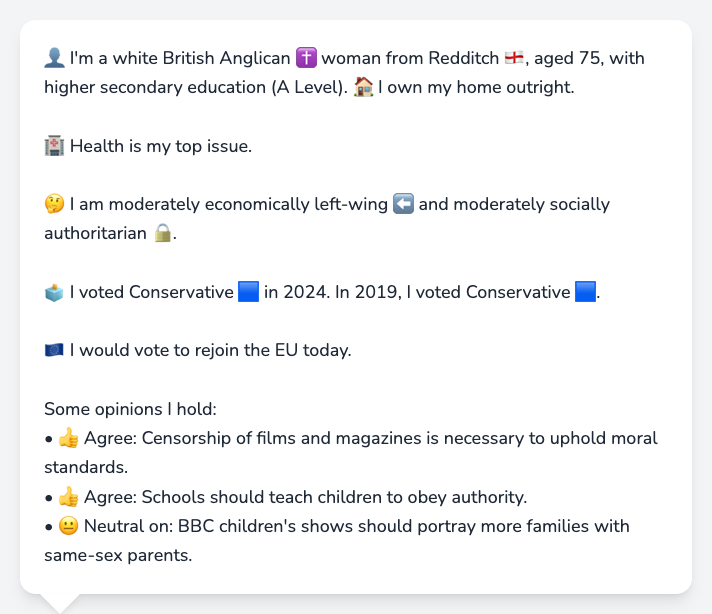 👤 I'm a white British Anglican ✝️ woman from Redditch 🏴󠁧󠁢󠁥󠁮󠁧󠁿, aged 75, with
higher secondary education (A Level). 🏠 I own my home outright.
🏥 Health is my top issue.
🤔 I am moderately economically left-wing ⬅️ and moderately socially
authoritarian 🔒.
🗳️ I voted Conservative 🟦 in 2024. In 2019, I voted Conservative 🟦.
🇪🇺 I would vote to rejoin the EU today.
Some opinions I hold:
• 👍 Agree: Censorship of films and magazines is necessary to uphold moral
standards.
• 👍 Agree: Schools should teach children to obey authority.
• 😐 Neutral on: BBC children's shows should portray more families with
same-sex parents.